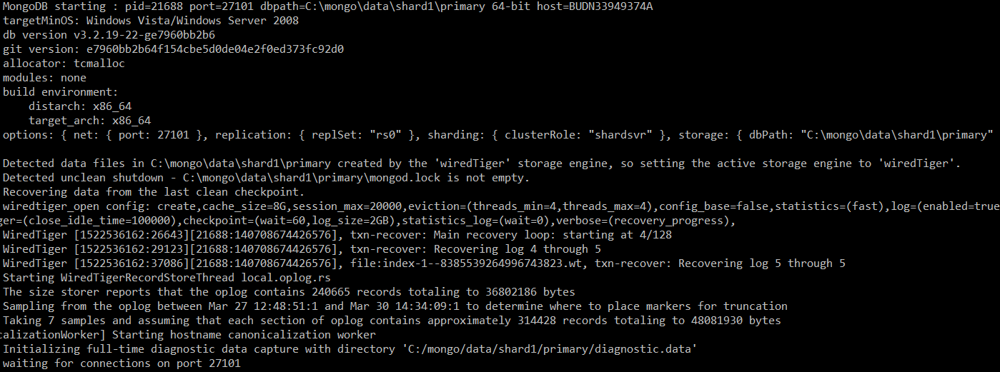 MongoDB starting : pid=21688 port=27101 dbpath=C:\mongo\data\shard1\primary 64-bit host=BUDN33949374A
targetMinOS: Windows Vista/Windows Server 2008
db version v3.2.19-22-ge7960bb2b6
git version: e7960bb2b64f154cbe5d0de04e2f0ed373fc92d0
allocator: tcmalloc
modules: none
build environment:
    distarch: x86_64
    target_arch: x86_64
options: { net: { port: 27101 }, replication: { replSet: "rs0" }, sharding: { clusterRole: "shardsvr" }, storage: { dbPath: "C:\mongo\data\shard1\primary"
Detected data files in C:\mongo\data\shard1\primary created by the 'wiredTiger' storage engine, so setting the active storage engine to 'wiredTiger'.
Detected unclean shutdown - C:\mongo\data\shard1\primary\mongod.lock is not empty.
Recovering data from the last clean checkpoint.
wiredtiger_open config: create,cache_size=8G,session_max=20000,eviction=(threads_min=4,threads_max=4),config_base=false,statistics=(fast),log=(enabled=true
ger=(close_idle_time=100000),checkpoint=(wait=60,log_size=2GB),statistics_log=(wait=0),verbose=(recovery_progress),
WiredTiger [1522536162:26643][21688:140708674426576], txn-recover: Main recovery loop: starting at 4/128
WiredTiger [1522536162:29123][21688:140708674426576], txn-recover: Recovering log 4 through 5
WiredTiger [1522536162:37086][21688:140708674426576], file:index-1--8385539264996743823.wt, txn-recover: Recovering log 5 through 5
Starting WiredTigerRecordStoreThread local.oplog.rs
The size storer reports that the oplog contains 240665 records totaling to 36802186 bytes
Sampling from the oplog between Mar 27 12:48:51:1 and Mar 30 14:34:09:1 to determine where to place markers for truncation
Taking 7 samples and assuming that each section of oplog contains approximately 314428 records totaling to 48081930 bytes
calizationWorker] Starting hostname canonicalization worker
Initializing full-time diagnostic data capture with directory 'C:/mongo/data/shard1/primary/diagnostic.data'
waiting for connections on port 27101